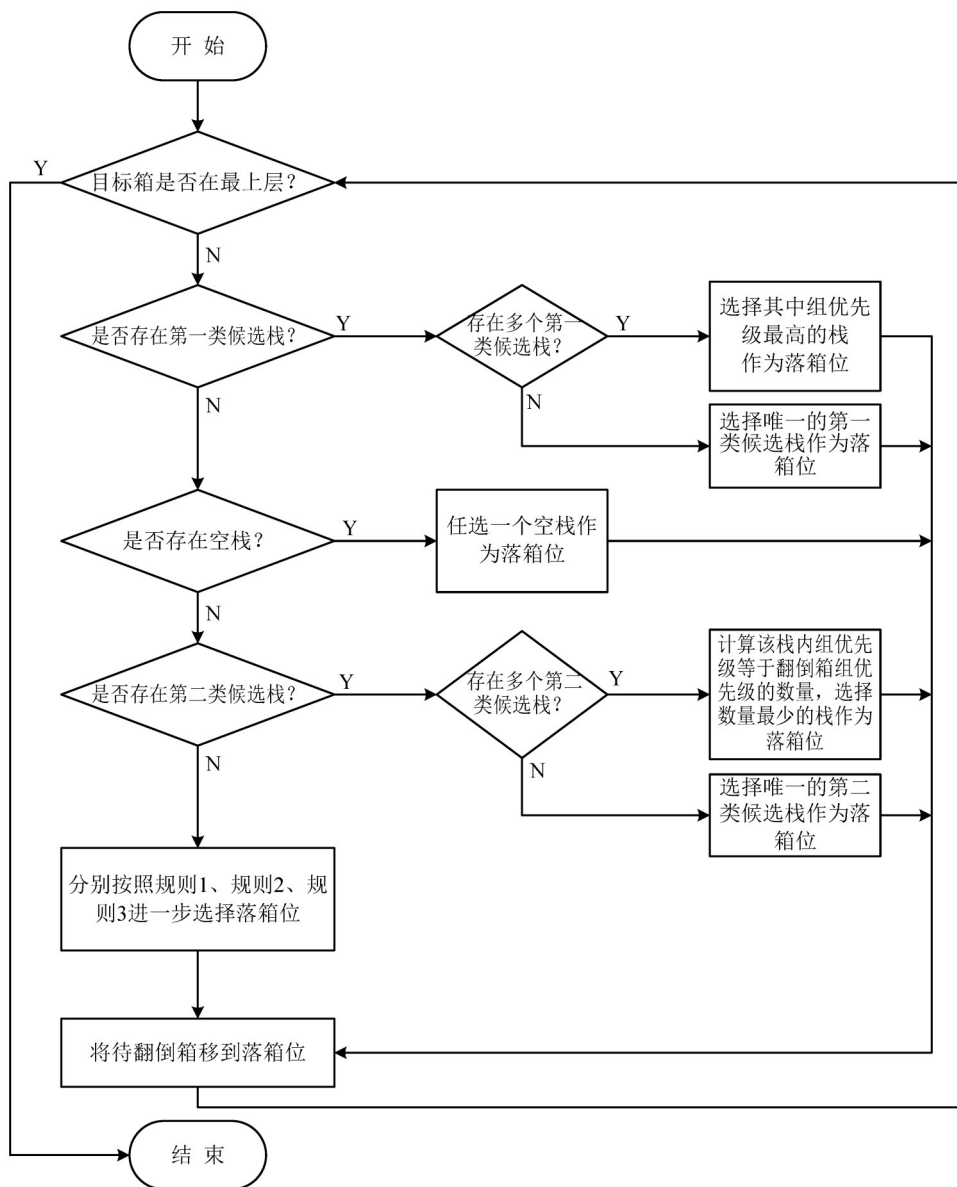 开 始
Y
目标箱是否在最上层？
N
是否存在第一类候选栈？
Y
存在多个第一
类候选栈？
Y
选择其中组优先
级最高的栈
作为落箱位
N
N
选择唯一的第一
类候选栈作为落
箱位
是否存在空栈？
Y
任选一个空栈作
为落箱位
N
是否存在第二类候选栈？
Y
存在多个第二
类候选栈？
Y
计算该栈内组优先
级等于翻倒箱组优
先级的数量，选择
数量最少的栈作为
落箱位
N
N
选择唯一的第二
类候选栈作为落
箱位
分别按照规则1、规则2、规
则3进一步选择落箱位
将待翻倒箱移到落箱位
结 束